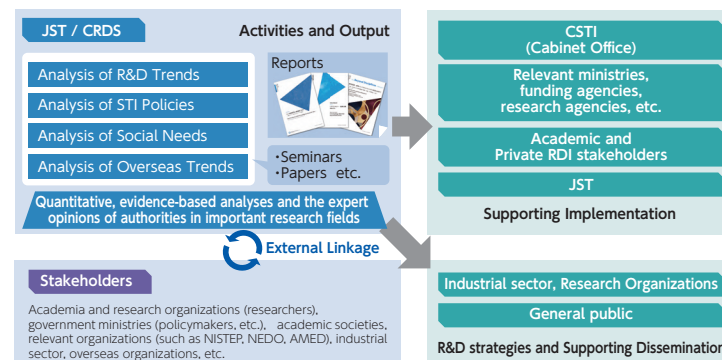 JST / CRDS
Activities and Output
Analysis of R&D Trends
Analysis of STI Policies
Analysis of Social Needs
Analysis of Overseas Trends
Reports
・Seminars
・Papers etc.
Quantitative, evidence-based analyses and the expert
opinions of authorities in important research fields
External Linkage
Stakeholders
Academia and research organizations (researchers),
government ministries (policymakers, etc.), academic societies,
relevant organizations (such as NISTEP, NEDO, AMED), industrial
sector, overseas organizations, etc.
CSTI
(Cabinet Office)
Relevant ministries,
funding agencies,
research agencies, etc.
Academic and
Private RDI stakeholders
JST
Supporting Implementation
Industrial sector, Research Organizations
General public
R&D strategies and Supporting Dissemination